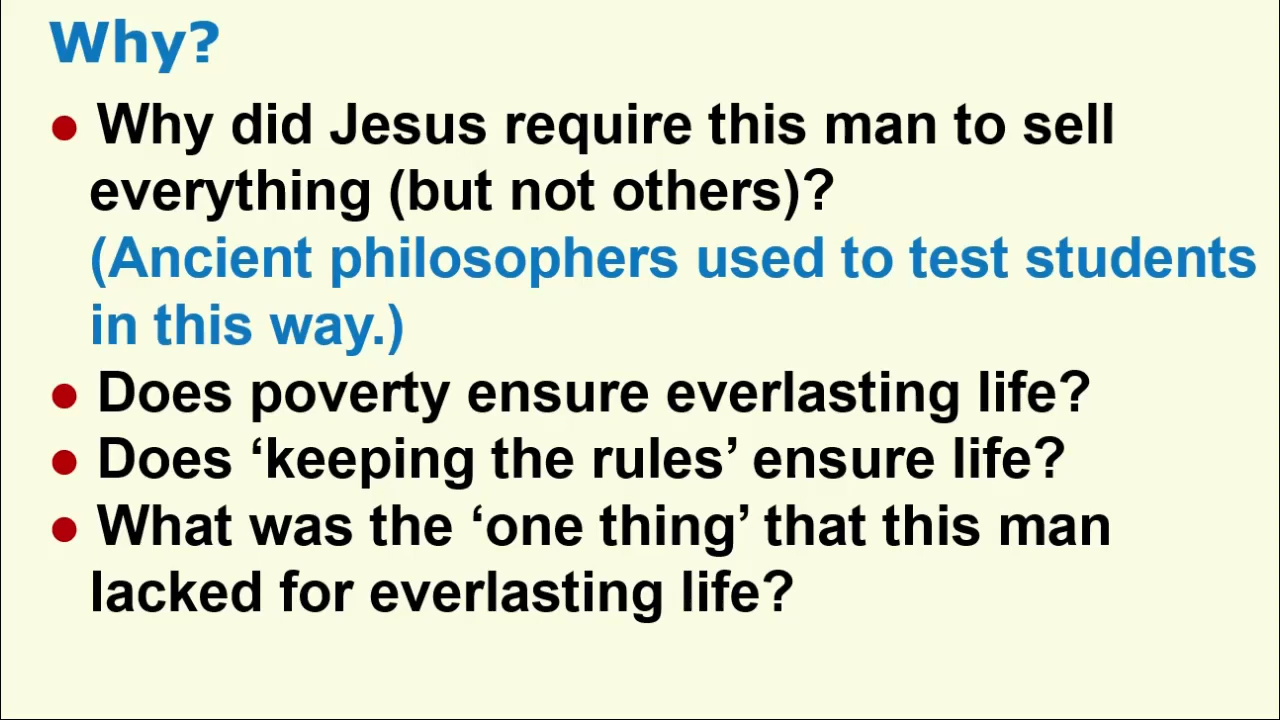 Why?
● Why did Jesus require this man to sell
everything (but not others)?
(Ancient philosophers used to test students
in this way.)
● Does poverty ensure everlasting life?
● Does ‘keeping the rules’ ensure life?
● What was the ‘one thing’ that this man
lacked for everlasting life?